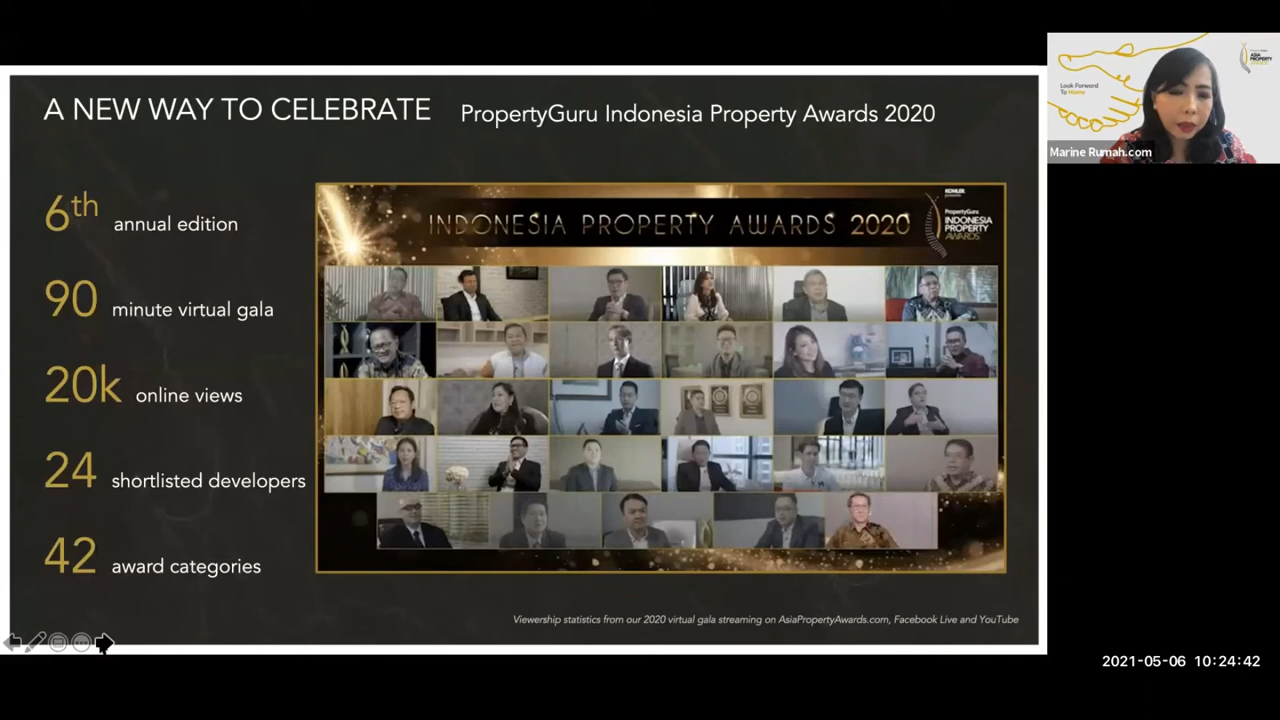 A NEW WAY TO CELEBRATE PropertyGuru Indonesia Property Awards 2020
6th annual edition
90 minute virtual gala
20k online views
24 shortlisted developers
42 award categories
INDONESIA PROPERTY AWARDS 2020
KOHLER
PropertyGuru
INDONESIA
PROPERTY
AWARDS
Viewership statistics from our 2020 virtual gala streaming on AsiaPropertyAwards.com, Facebook Live and YouTube
Look Forward
To Home
ASIA
PROPERTY
AWARDS
Marine Rumah.com
2021-05-06 10:24:42